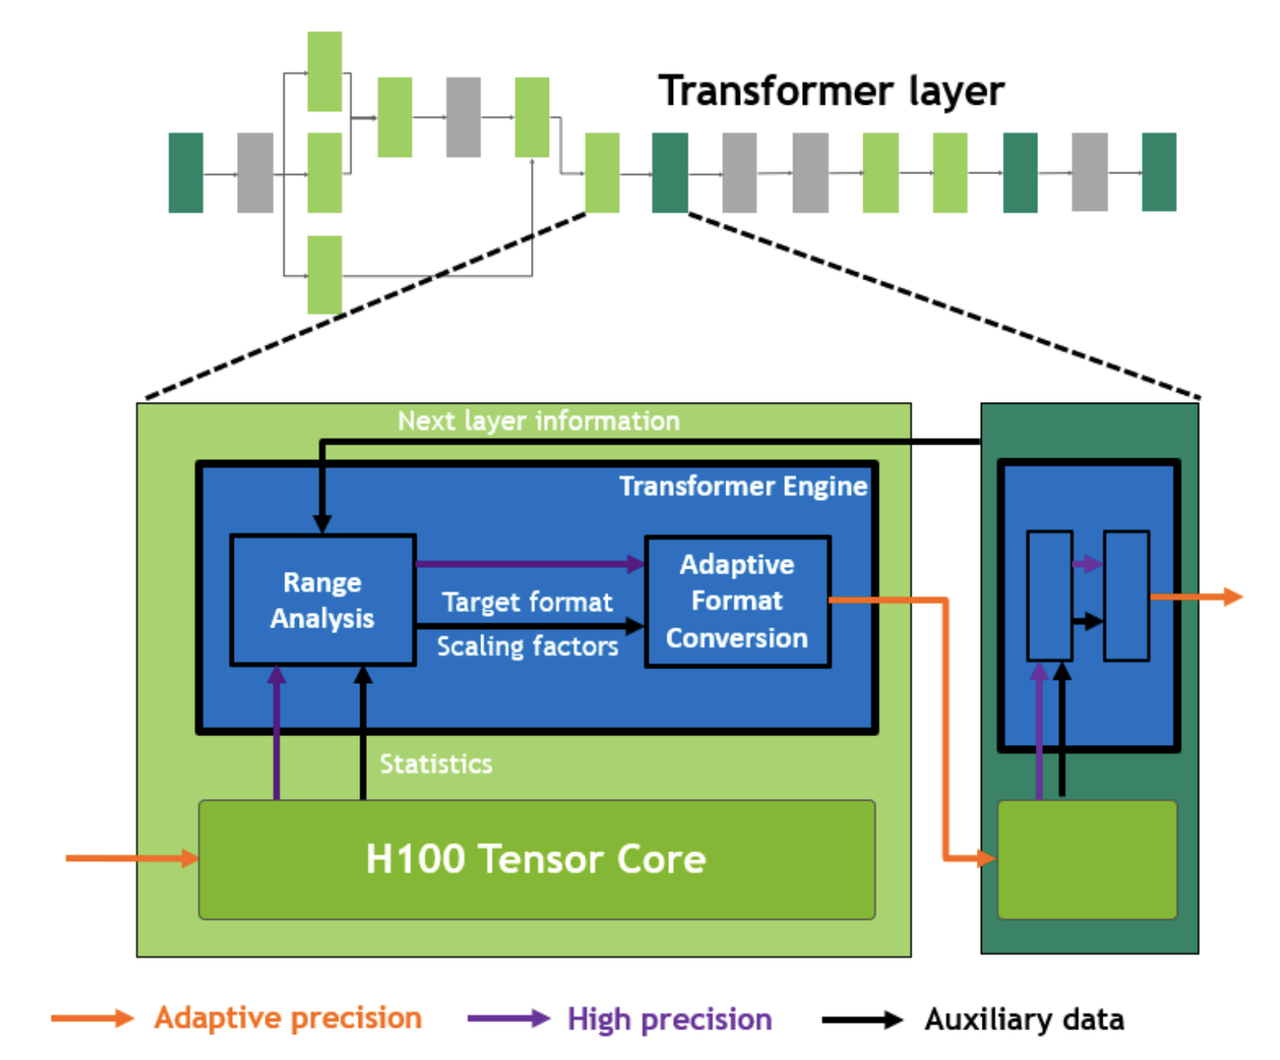 Transformer layer
Next layer information
Transformer Engine
Range
Analysis
Target format
Scaling factors
Adaptive
Format
Conversion
Statistics
H100 Tensor Core
Adaptive precision
High precision
Auxiliary data